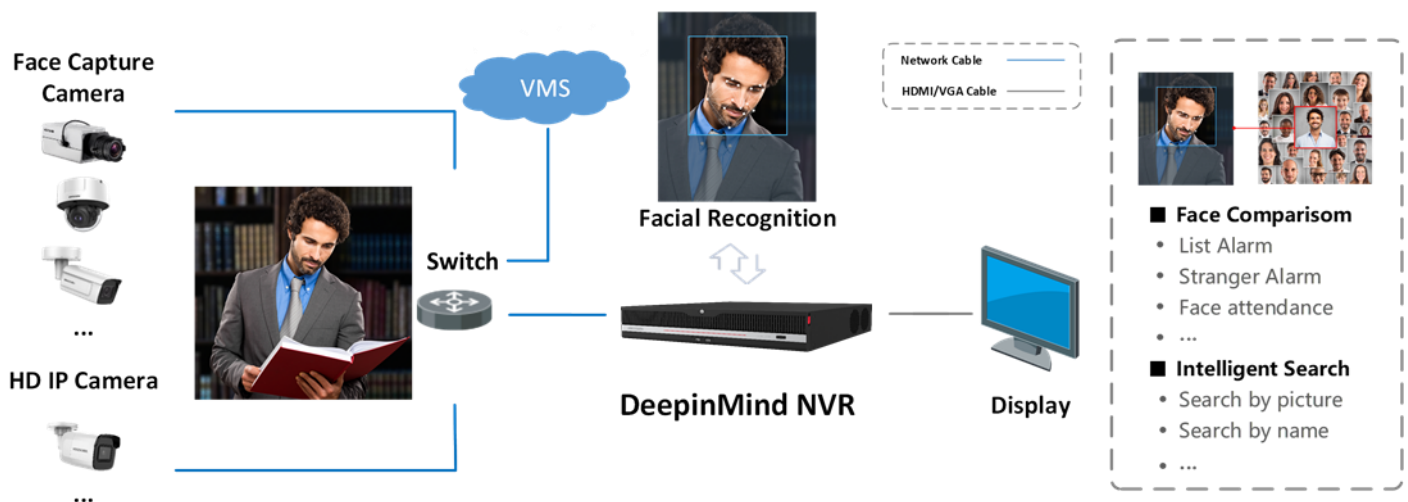 Face Capture
Camera
...
HD IP Camera
...
VMS
Switch
Facial Recognition
DeepinMind NVR
Display
Network Cable
HDMI/VGA Cable
■ Face Comparisom
• List Alarm
• Stranger Alarm
• Face attendance
• ...
■ Intelligent Search
• Search by picture
• Search by name
• ...